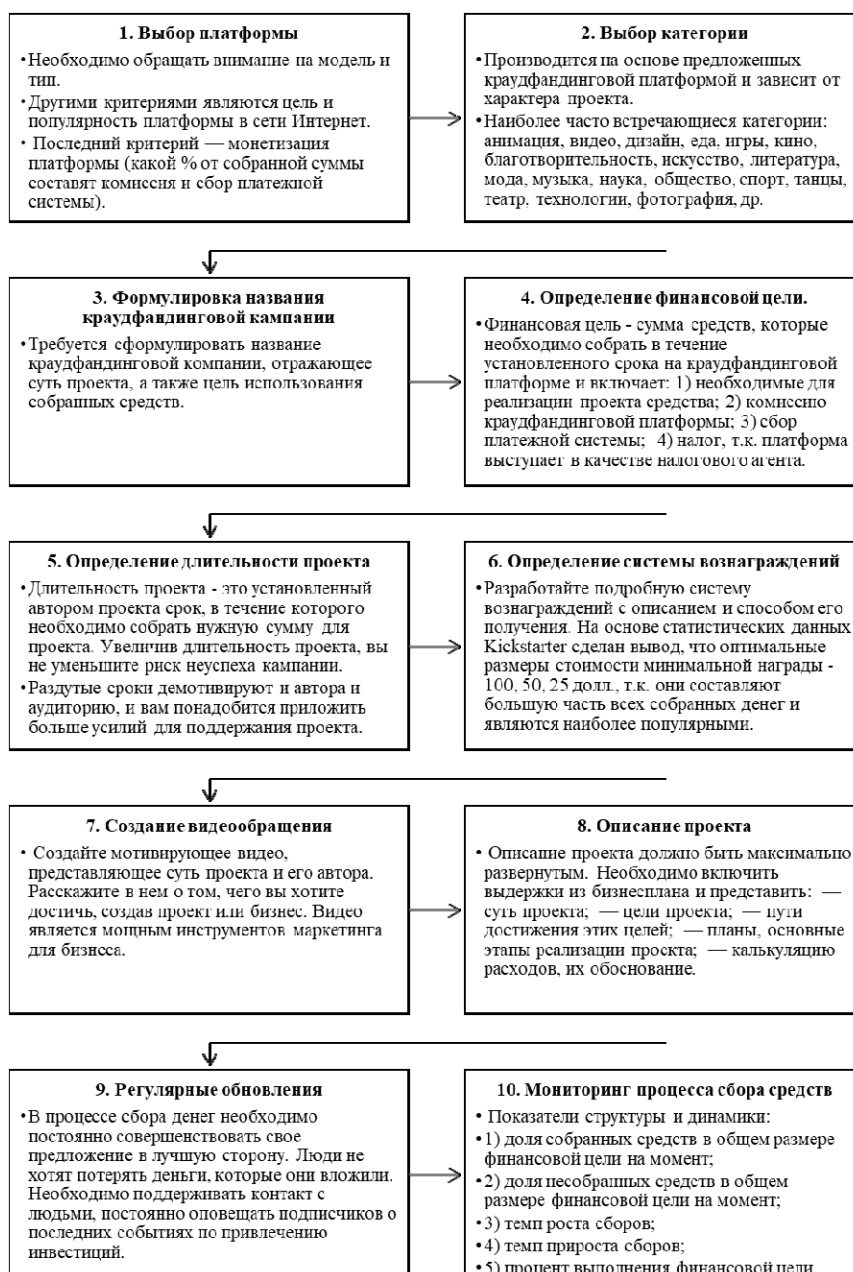 1. Выбор платформы
•Необходимо обращать внимание на модель и
тип.
•Другими критериями являются цель и
популярность платформы в сети Интернет.
• Последний критерий — монетизация
платформы (какой % от собранной суммы
составят комиссия и сбор платежной
системы).
2. Выбор категории
•Производится на основе предложенных
краудфандинговой платформой и зависит от
характера проекта.
•Наиболее часто встречающиеся категории:
анимация, видео, дизайн, еда, игры, кино,
благотворительность, искусство, литература,
мода, музыка, наука, общество, спорт, танцы,
театр, технологии, фотография, др.
3. Формулировка названия
краудфандинговой кампании
•Требуется сформулировать название
краудфандинговой компании, отражающее
суть проекта, а также цель использования
собранных средств.
4. Определение финансовой цели.
•Финансовая цель - сумма средств, которые
необходимо собрать в течение
установленного срока на краудфандинговой
платформе и включает: 1) необходимые для
реализации проекта средства; 2) комиссию
краудфандинговой платформы; 3) сбор
платежной системы; 4) налог, т.к. платформа
выступает в качестве налогового агента.
5. Определение длительности проекта
•Длительность проекта - это установленный
автором проекта срок, в течение которого
необходимо собрать нужную сумму для
проекта. Увеличив длительность проекта, вы
не уменьшите риск неуспеха кампании.
•Раздутые сроки демотивируют и автора и
аудиторию, и вам понадобится приложить
больше усилий для поддержания проекта.
6. Определение системы вознаграждений
•Разработайте подробную систему
вознаграждений с описанием и способом его
получения. На основе статистических данных
Kickstarter сделан вывод, что оптимальные
размеры стоимости минимальной награды -
100, 50, 25 долл., т.к. они составляют
большую часть всех собранных денег и
являются наиболее популярными.
7. Создание видеообращения
• Создайте мотивирующее видео,
представляющее суть проекта и его автора.
Расскажите в нем о том, чего вы хотите
достичь, создав проект или бизнес. Видео
является мощным инструментов маркетинга
для бизнеса.
8. Описание проекта
• Описание проекта должно быть максимально
развернутым. Необходимо включить
выдержки из бизнесплана и представить: —
суть проекта; — цели проекта; — пути
достижения этих целей; — планы, основные
этапы реализации проекта; — калькуляцию
расходов, их обоснование.
9. Регулярные обновления
•В процессе сбора денег необходимо
постоянно совершенствовать свое
предложение в лучшую сторону. Люди не
хотят потерять деньги, которые они вложили.
Необходимо поддерживать контакт с
людьми, постоянно оповещать подписчиков о
последних событиях по привлечению
инвестиций.
10. Мониторинг процесса сбора средств
• Показатели структуры и динамики:
•1) доля собранных средств в общем размере
финансовой цели на момент;
•2) доля несобранных средств в общем
размере финансовой цели на момент;
•3) темп роста сборов;
•4) темп прироста сборов;
•5) процент выполнения финансовой цели